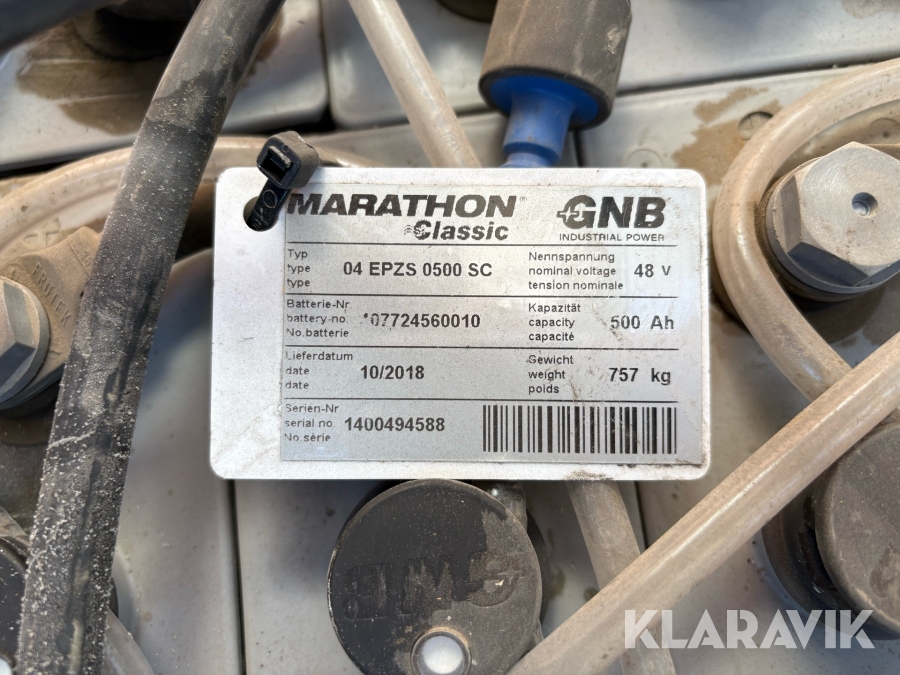 MARATHON®
Classic
GNB
INDUSTRIAL POWER
Typ
type
type
04 EPZS 0500 SC
Nennspannung
nominal voltage
tension nominale
48 V
Batterie-Nr.
battery-no.
No.batterie
107724560010
Kapazität
capacity
capacité
500 Ah
Lieferdatum
date
date
10/2018
Gewicht
weight
poids
757 kg
Serien-Nr
serial no.
No.série
1400494588
KLARAVIK